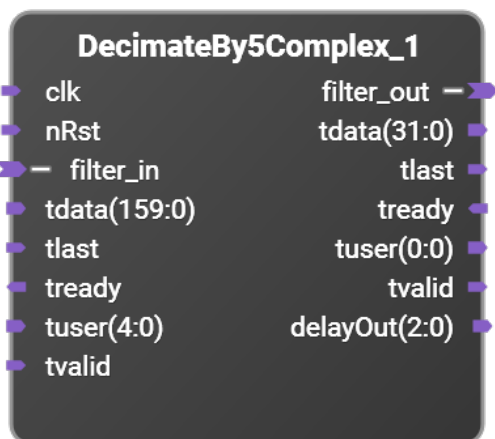 DecimateBy5Complex_1
clk filter_out
nRst tdata(31:0)
filter_in tlast
tdata(159:0) tready
tlast tuser(0:0)
tready tvalid
tuser(4:0) delayOut(2:0)
tvalid